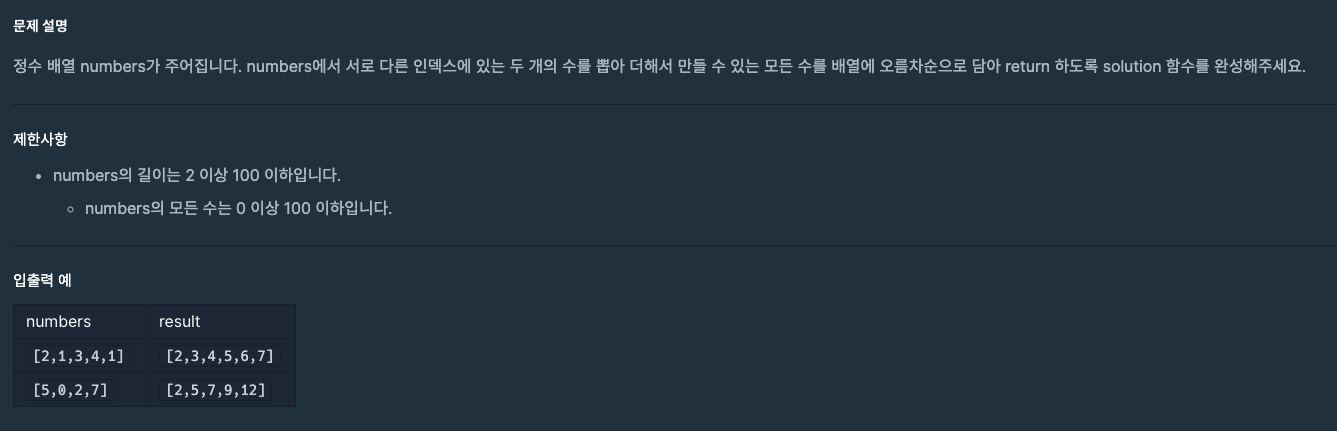 문제 설명
정수 배열 numbers가 주어집니다. numbers에서 서로 다른 인덱스에 있는 두 개의 수를 뽑아 더해서 만들 수 있는 모든 수를 배열에 오름차순으로 담아 return 하도록 solution 함수를 완성해주세요.
제한사항
numbers의 길이는 2 이상 100 이하입니다.
numbers의 모든 수는 0 이상 100 이하입니다.
입출력 예
numbers result
[2,1,3,4,1] [2,3,4,5,6,7]
[5,0,2,7] [2,5,7,9,12]